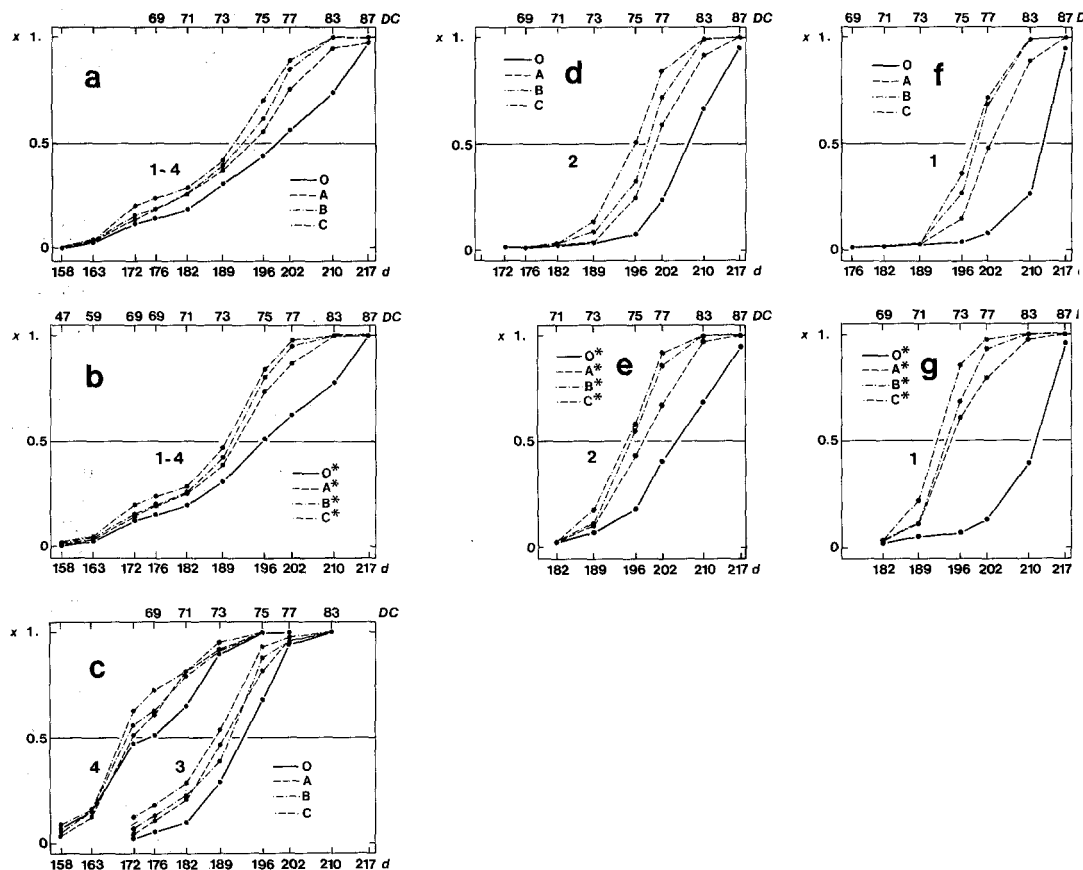 69 71 73 75 77 83 87 DC
x 1.
a
0.5
1-4
O
A
B
C
0
158 163 172 176 182 189 196 202 210 217 d
69 71 73 75 77 83 87 DC
x 1.
d
O
A
B
C
0.5
2
0
172 176 182 189 196 202 210 217 d
69 71 73 75 77 83 87 D
x 1.
f
O
A
B
C
0.5
1
0
176 182 189 196 202 210 217
47 59 69 69 71 73 75 77 83 87 DC
x 1.
b
0.5
1-4
O*
A*
B*
C*
0
158 163 172 176 182 189 196 202 210 217 d
71 73 75 77 83 87 DC
x 1.
e
O*
A*
B*
C*
0.5
2
0
182 189 196 202 210 217 d
69 71 73 77 83 87 D
x 1.
g
O*
A*
B*
C*
0.5
1
0
182 189 196 202 210 217
69 71 73 75 77 83 DC
x 1.
c
0.5
4
3
O
A
B
C
0
158 163 172 176 182 189 196 202 210 217 d